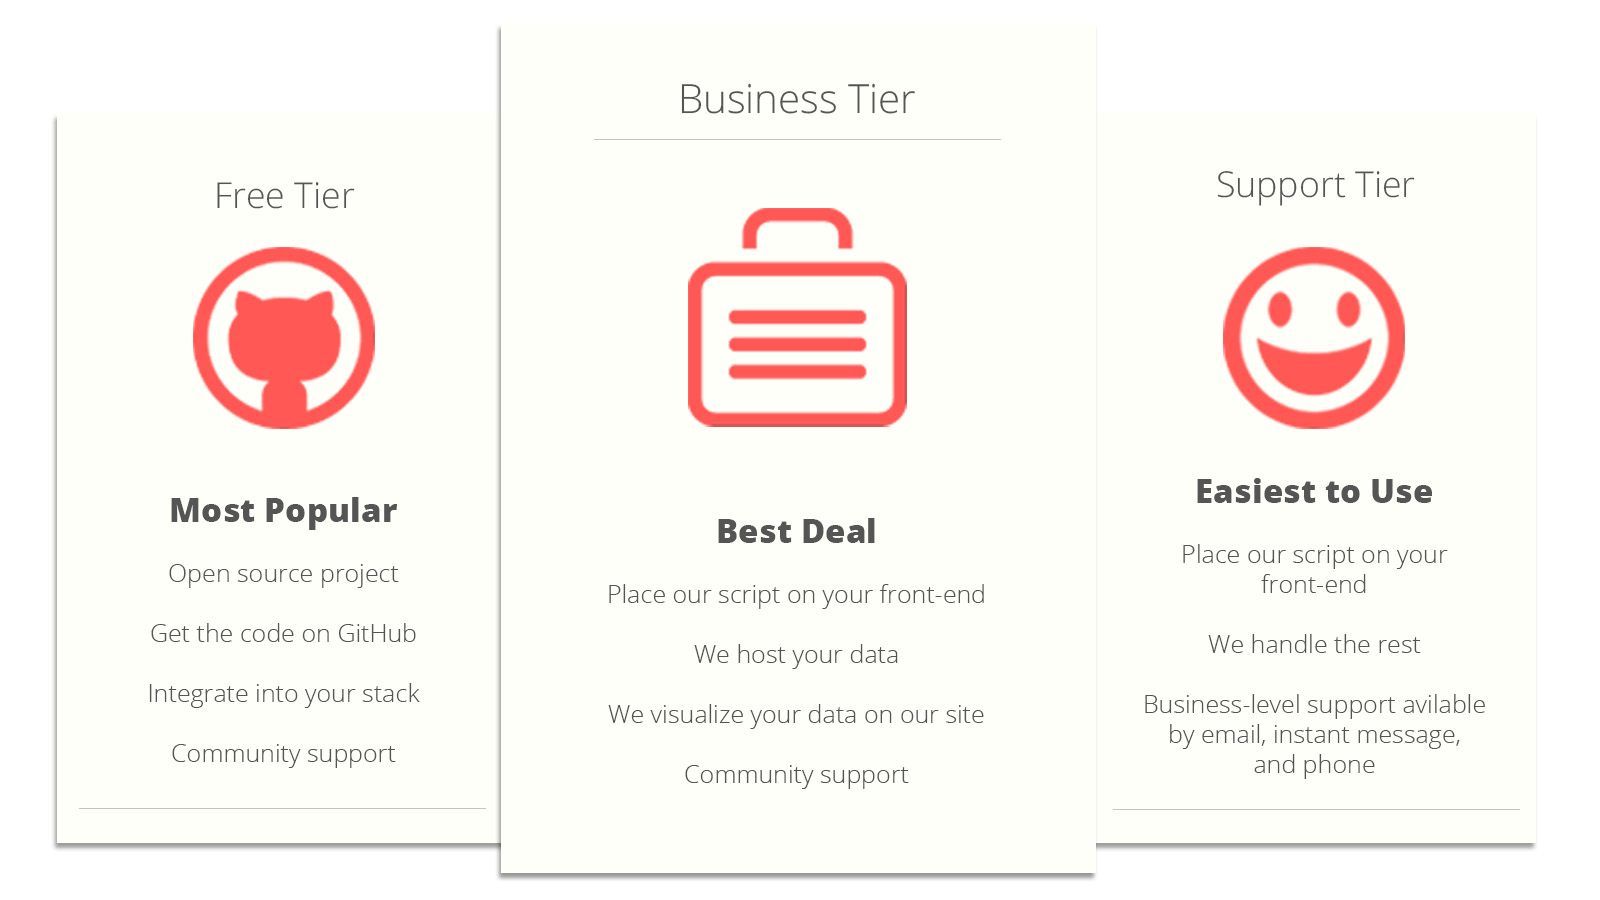 Free Tier
Most Popular
Open source project
Get the code on GitHub
Integrate into your stack
Community support
Business Tier
Best Deal
Place our script on your front-end
We host your data
We visualize your data on our site
Community support
Support Tier
Easiest to Use
Place our script on your
front-end
We handle the rest
Business-level support avilable
by email, instant message,
and phone